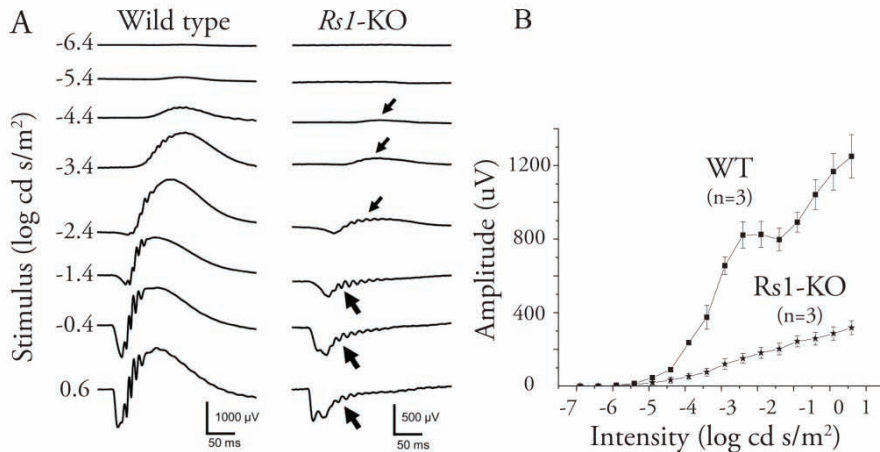 A
Wild type
Rs1-KO
Stimulus (log cd s/m²)
-6.4
-5.4
-4.4
-3.4
-2.4
-1.4
-0.4
0.6
1000 µV
50 ms
500 µV
50 ms
B
Amplitude (uV)
1200
800
400
0
WT
(n=3)
Rs1-KO
(n=3)
-7 -6 -5 -4 -3 -2 -1 0 1
Intensity (log cd s/m²)